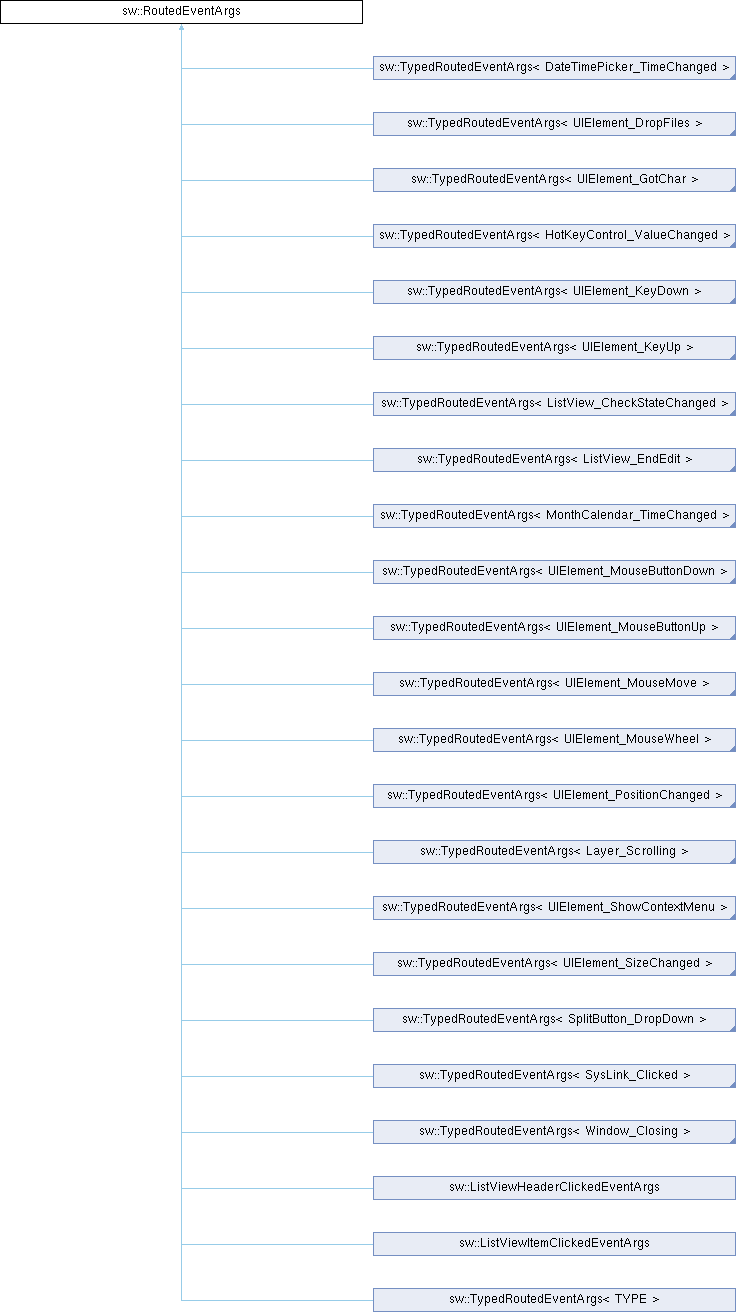 sw::RoutedEventArgs
sw::TypedRoutedEventArgs< DateTimePicker_TimeChanged >
sw::TypedRoutedEventArgs< UIElement_DropFiles >
sw::TypedRoutedEventArgs< UIElement_GotChar >
sw::TypedRoutedEventArgs< HotKeyControl_ValueChanged >
sw::TypedRoutedEventArgs< UIElement_KeyDown >
sw::TypedRoutedEventArgs< UIElement_KeyUp >
sw::TypedRoutedEventArgs< ListView_CheckStateChanged >
sw::TypedRoutedEventArgs< ListView_EndEdit >
sw::TypedRoutedEventArgs< MonthCalendar_TimeChanged >
sw::TypedRoutedEventArgs< UIElement_MouseButtonDown >
sw::TypedRoutedEventArgs< UIElement_MouseButtonUp >
sw::TypedRoutedEventArgs< UIElement_MouseMove >
sw::TypedRoutedEventArgs< UIElement_MouseWheel >
sw::TypedRoutedEventArgs< UIElement_PositionChanged >
sw::TypedRoutedEventArgs< Layer_Scrolling >
sw::TypedRoutedEventArgs< UIElement_ShowContextMenu >
sw::TypedRoutedEventArgs< UIElement_SizeChanged >
sw::TypedRoutedEventArgs< SplitButton_DropDown >
sw::TypedRoutedEventArgs< SysLink_Clicked >
sw::TypedRoutedEventArgs< Window_Closing >
sw::ListViewHeaderClickedEventArgs
sw::ListViewItemClickedEventArgs
sw::TypedRoutedEventArgs< TYPE >